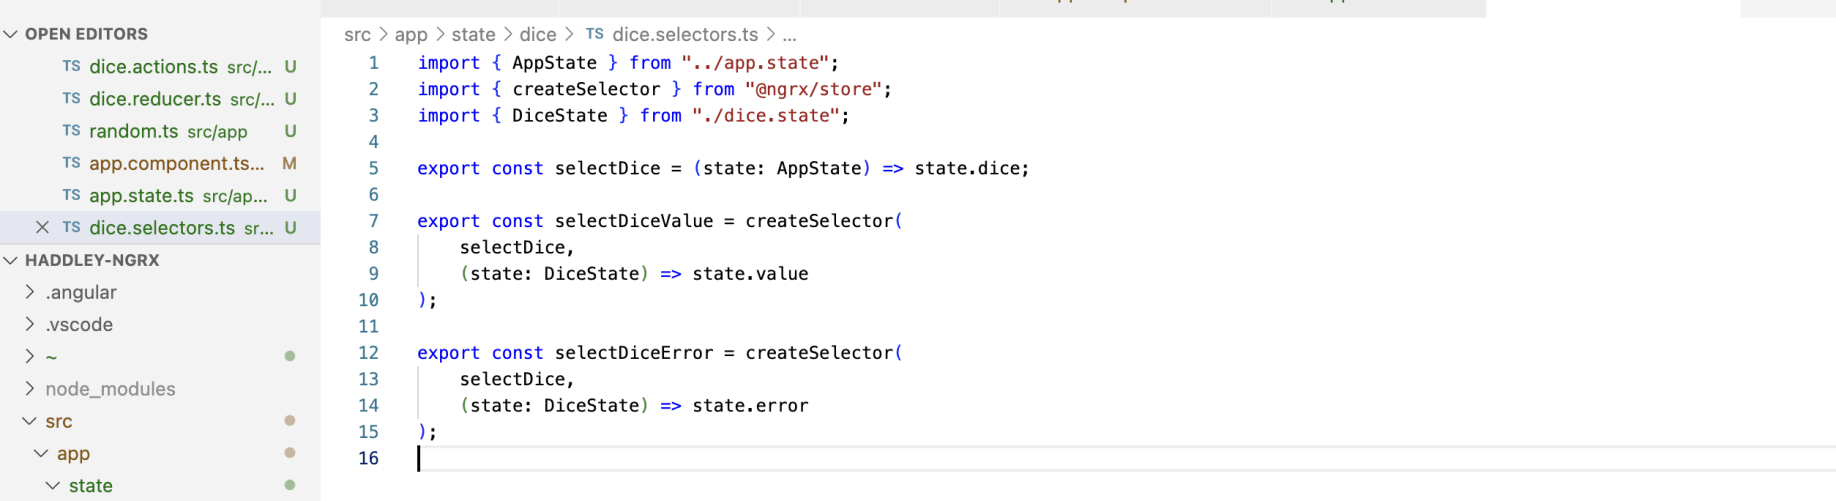 OPEN EDITORS
TS dice.actions.ts src/... U
TS dice.reducer.ts src/... U
TS random.ts src/app U
TS app.component.ts... M
TS app.state.ts src/ap... U
TS dice.selectors.ts sr... U
HADDLEY-NGRX
.angular
.vscode
~
node_modules
src
app
state
src > app > state > dice > TS dice.selectors.ts > ...
1 import { AppState } from "../app.state";
2 import { createSelector } from "@ngrx/store";
3 import { DiceState } from "./dice.state";
4
5 export const selectDice = (state: AppState) => state.dice;
6
7 export const selectDiceValue = createSelector(
8 selectDice,
9 (state: DiceState) => state.value
10 );
11
12 export const selectDiceError = createSelector(
13 selectDice,
14 (state: DiceState) => state.error
15 );
16